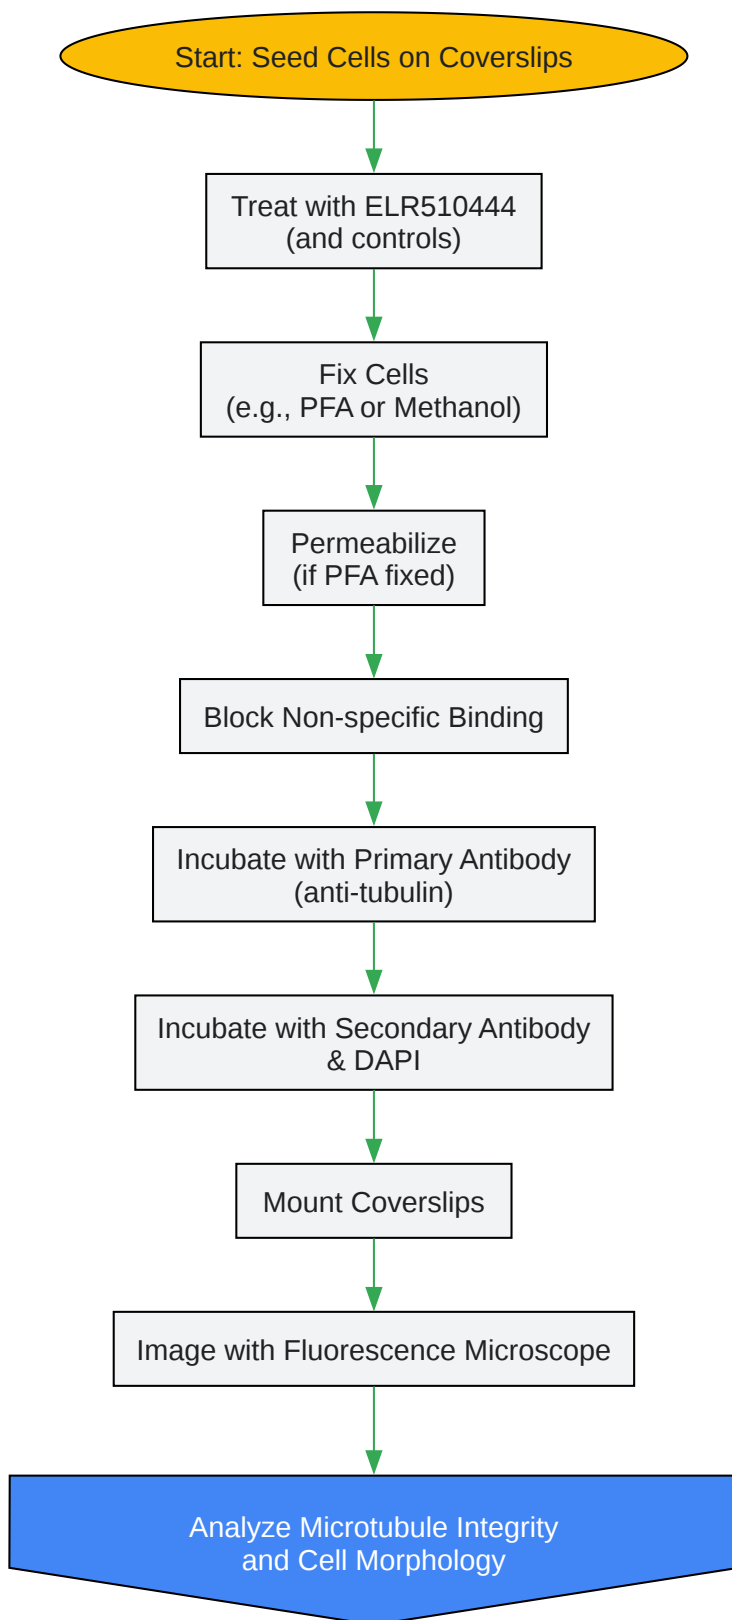 Start: Seed Cells on Coverslips
Treat with ELR510444
(and controls)
Fix Cells
(e.g., PFA or Methanol)
Permeabilize
(if PFA fixed)
Block Non-specific Binding
Incubate with Primary Antibody
(anti-tubulin)
Incubate with Secondary Antibody
& DAPI
Mount Coverslips
Image with Fluorescence Microscope
Analyze Microtubule Integrity
and Cell Morphology